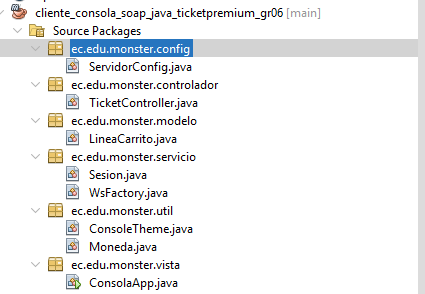 cliente_consola_soap_java_ticketpremium_gr06 [main]
Source Packages
ec.edu.monster.config
ServidorConfig.java
ec.edu.monster.controlador
TicketController.java
ec.edu.monster.modelo
LineaCarrito.java
ec.edu.monster.servicio
Sesion.java
WsFactory.java
ec.edu.monster.util
ConsoleTheme.java
Moneda.java
ec.edu.monster.vista
ConsolaApp.java